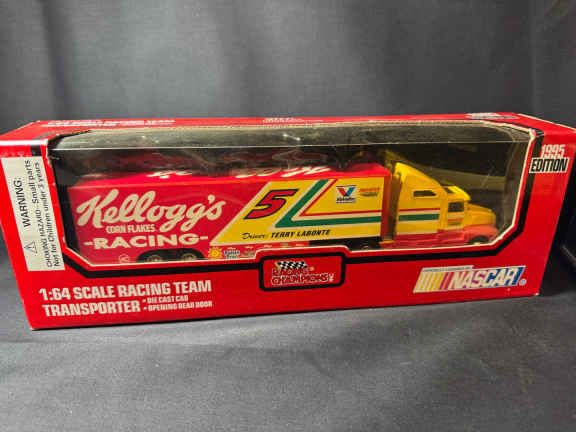 WARNING:
CHOKING HAZARD-Small parts
Not for Children under 3 years
1995
EDITION
Kellogg's
CORN FLAKES
-RACING-
5
Valvoline
Driver: TERRY LABONTE
RACING
CHAMPIONS
NASCAR
1:64 SCALE RACING TEAM
TRANSPORTER
- DIE CAST CAB
- OPENING REAR DOOR